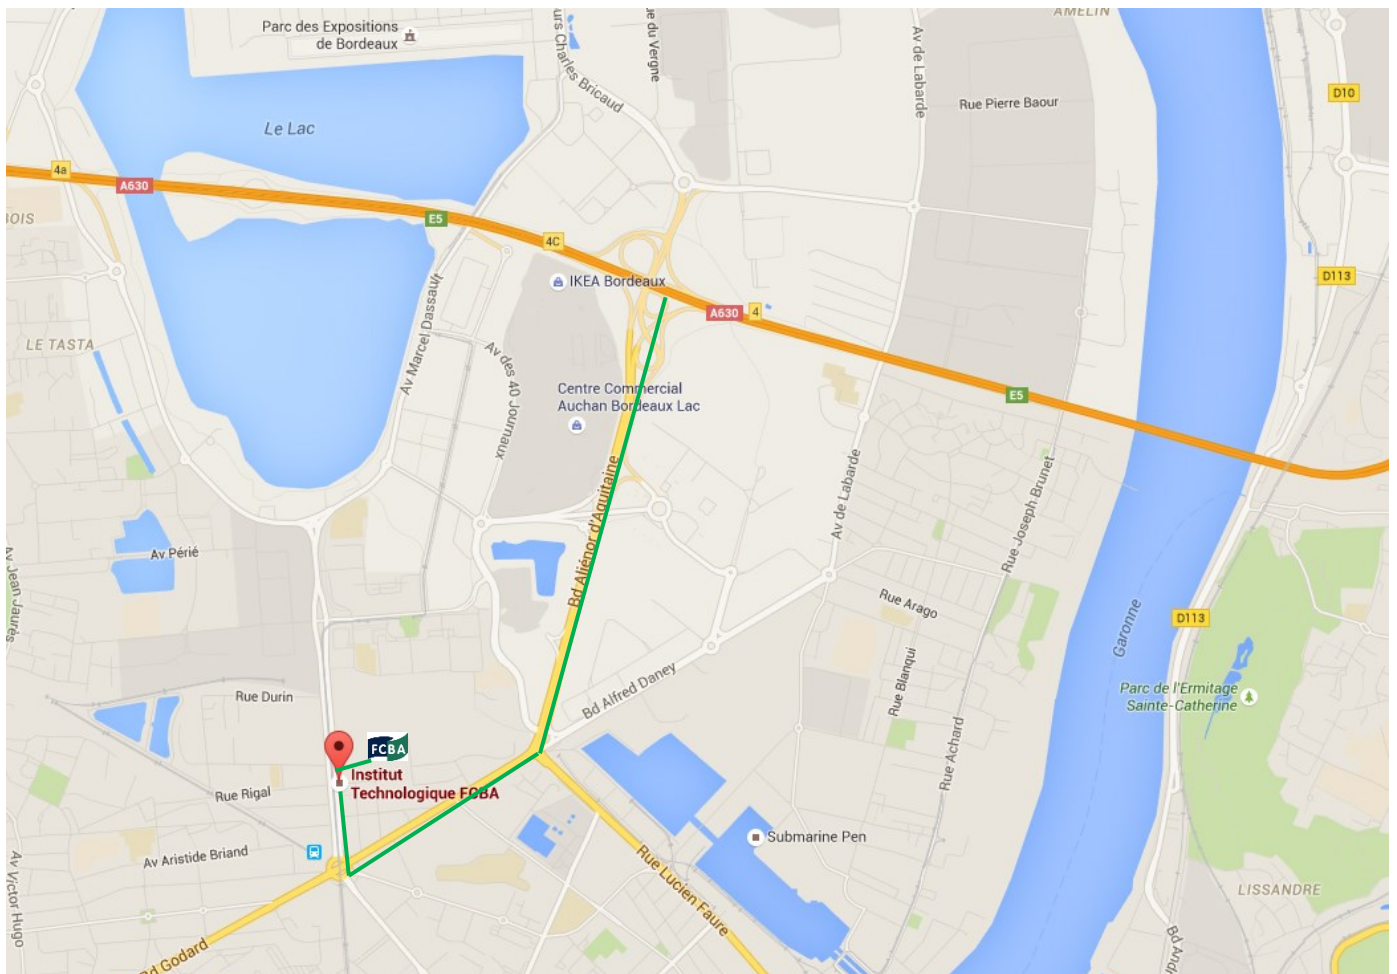 Parc des Expositions
de Bordeaux
Cours Charles Bricaud
Rue du Vergne
Av de Labarde
AMELIN
D10
Rue Pierre Baour
Le Lac
4a
A630
BOIS
E5
4C
IKEA Bordeaux
A630
4
D113
LE TASTA
Av Marcel Dassault
Av des 40 Journaux
Centre Commercial
Auchan Bordeaux Lac
E5
Bd Aliénor d'Aquitaine
Av de Labarde
Rue Joseph Brunet
Av Jean Jaurès
Av Périé
Rue Arago
Garonne
D113
Rue Blanqui
Rue Durin
Bd Alfred Daney
Parc de l'Ermitage
Sainte-Catherine
FCBA
Institut
Technologique FCBA
Rue Achard
Rue Rigal
Submarine Pen
Av Aristide Briand
Av Victor Hugo
Rue Lucien Faure
LISSANDRE
Bd Godard
Bd And